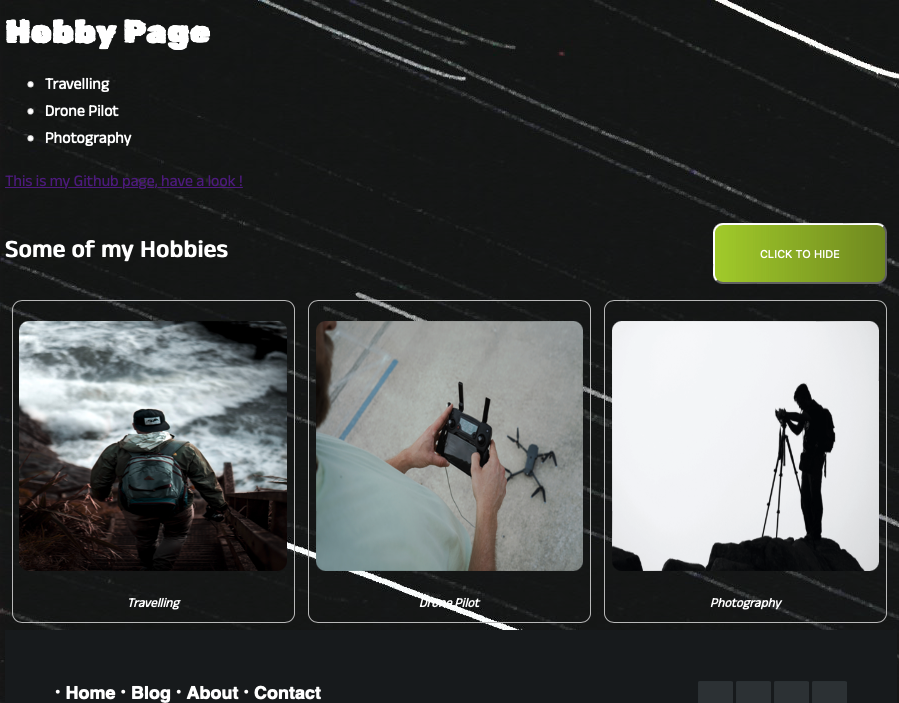 Hobby Page
Travelling
Drone Pilot
Photography
This is my Github page, have a look !
Some of my Hobbies
CLICK TO HIDE
Travelling
Drone Pilot
Photography
· Home · Blog · About · Contact